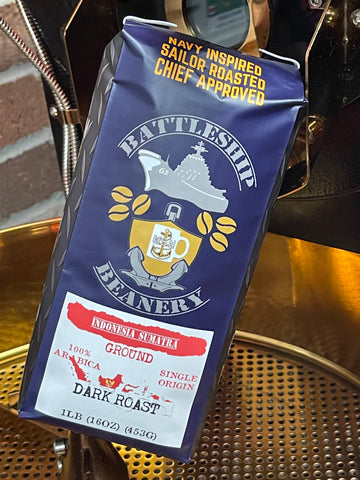 NAVY INSPIRED
SAILOR ROASTED
CHIEF APPROVED
BATTLESHIP
62
BEANERY
INDONESIA SUMATRA
GROUND
100%
ARABICA
SINGLE
ORIGIN
DARK ROAST
1LB (16OZ) (453G)